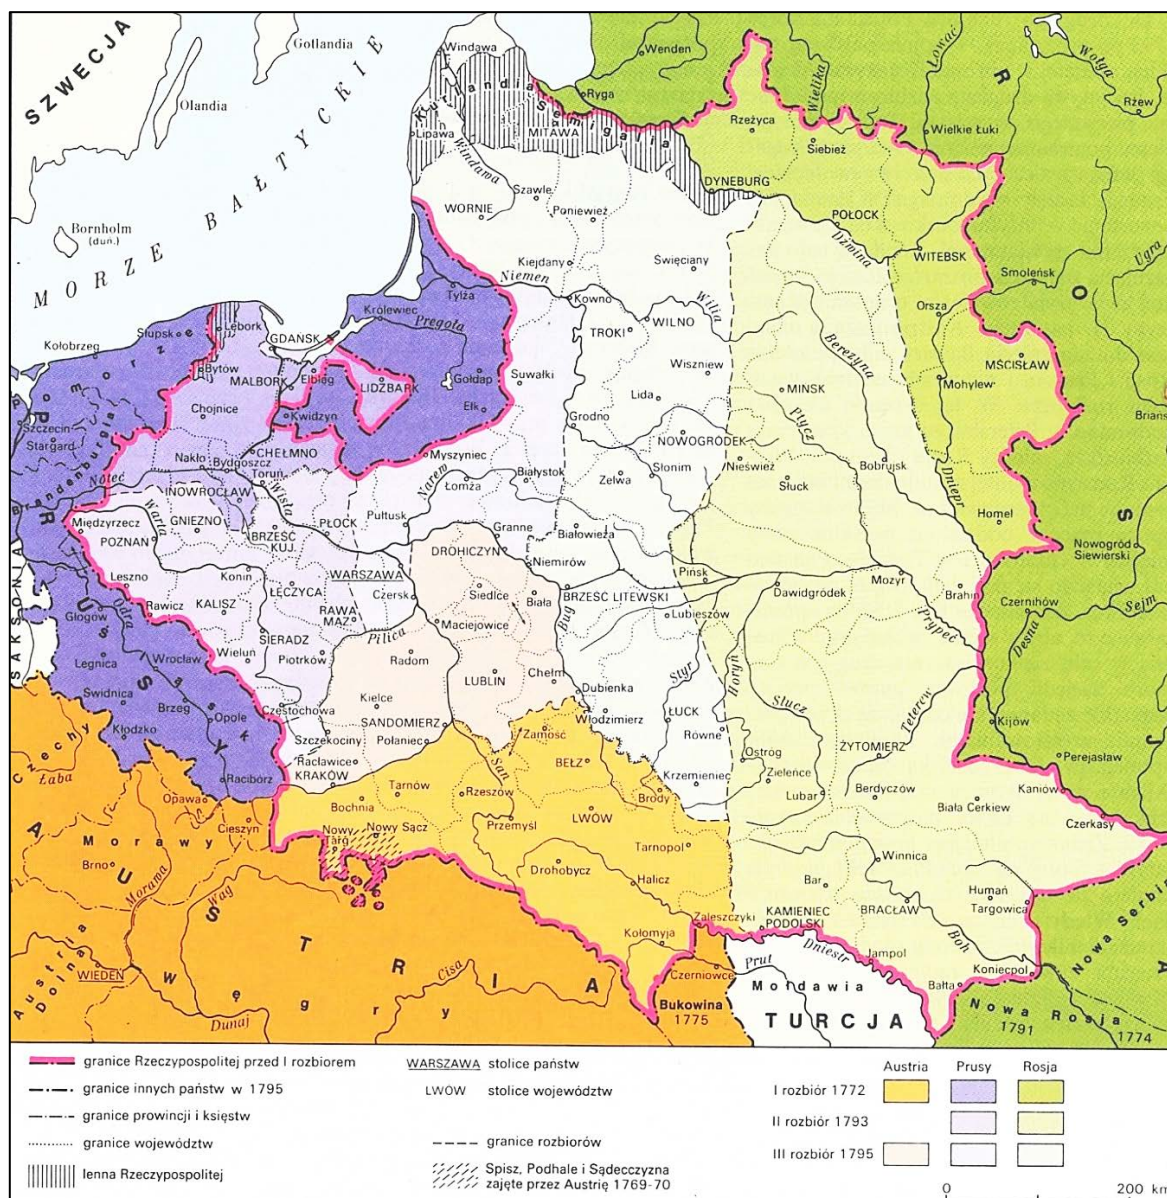 SZWECJA
Gotlandia
Olandia
Bornholm
(duń.)
MORZE BAŁTYCKIE
Windawa
Kurlandia
Semigalia
Lipawa
Windawa
MITAWA
Ryga
Wenden
Rzeżyca
Siebież
Wielika
Łować
Wołga
Rżew
Wielkie Łuki
DYNEBURG
POŁOCK
Dźwina
WITEBSK
Smoleńsk
Ugra
Szawle
Poniewież
WORNIE
Kiejdany
Święciany
Niemen
Kowno
Wilia
TROKI
WILNO
Wiszniew
Lida
Orsza
MŚCISŁAW
Mohylew
Berezyna
MIŃSK
Ptycz
Bobrujsk
Dniepr
Homel
Briańs
Tylża
Królewiec
Pregoła
Gołdap
Ełk
Suwałki
Słupsk
Lębork
Kołobrzeg
Bytów
GDAŃSK
MALBORK
Elbląg
LIDZBARK
Kwidzyn
Chojnice
Pomorze
Szczecin
Stargard
Brandenburgia
Noteć
Nakło
Bydgoszcz
CHEŁMNO
Toruń
Wisła
Myszyniec
Narew
Łomża
Białystok
Grodno
NOWOGRÓDEK
Słonim
Zelwa
Nieśwież
Słuck
INOWROCŁAW
GNIEZNO
BRZEŚĆ
KUJ.
PŁOCK
Pułtusk
Międzyrzecz
Warta
POZNAŃ
Granne
Białowieża
DROHICZYN
Niemirów
WARSZAWA
Czersk
Siedlce
Biała
BRZEŚĆ LITEWSKI
Pińsk
Lubieszów
Dawidgródek
Mozyr
Brahin
Prypeć
Nowogród
Siewierski
Czernihów
Desna
Sejm
Leszno
Rawicz
Konin
KALISZ
ŁĘCZYCA
RAWA
MAZ.
Pilica
SIERADZ
Wieluń
Piotrków
Maciejowice
Radom
LUBLIN
Chełm
Bug
Dubienka
Włodzimierz
Styr
ŁUCK
Równe
Horyń
Słucz
Teterew
Ostróg
Zieleńce
Lubar
ŻYTOMIERZ
Berdyczów
Kijów
Perejasław
Kaniów
Czerkasy
Biała Cerkiew
SAKSONIA
PRUSY
Głogów
Odra
Śląsk
Legnica
Wrocław
Świdnica
Brzeg
Opole
Kłodzko
Racibórz
Częstochowa
Kielce
SANDOMIERZ
Szczekociny
Połaniec
Racławice
KRAKÓW
San
Zamość
BEŁZ
Brody
Krzemieniec
Tarnów
Bochnia
Rzeszów
Przemyśl
LWÓW
Tarnopol
Nowy
Targ
Nowy Sącz
Drohobycz
Halicz
Czechy
Łaba
Opawa
Cieszyn
Morawy
Brno
Morawa
Wag
AUSTRIA
Austria
Dolna
WIEDEŃ
Węgry
Dunaj
Cisa
Kołomyja
Zaleszczyki
Czerniowce
Bukowina
1775
Prut
KAMIENIEC
PODOLSKI
Dniestr
Mołdawia
TURCJA
Bar
Winnica
BRACŁAW
Boh
Humań
Targowica
Jampol
Koniecpol
Bałta
ROSJA
Nowa Serbia
Nowa Rosja
1791
1774
granice Rzeczypospolitej przed I rozbiorem
granice innych państw w 1795
granice prowincji i księstw
granice województw
lenna Rzeczypospolitej
WARSZAWA stolice państw
LWÓW stolice województw
granice rozbiorów
Spisz, Podhale i Sądecczyzna
zajęte przez Austrię 1769-70
Austria Prusy Rosja
I rozbiór 1772
II rozbiór 1793
III rozbiór 1795
0 200 km